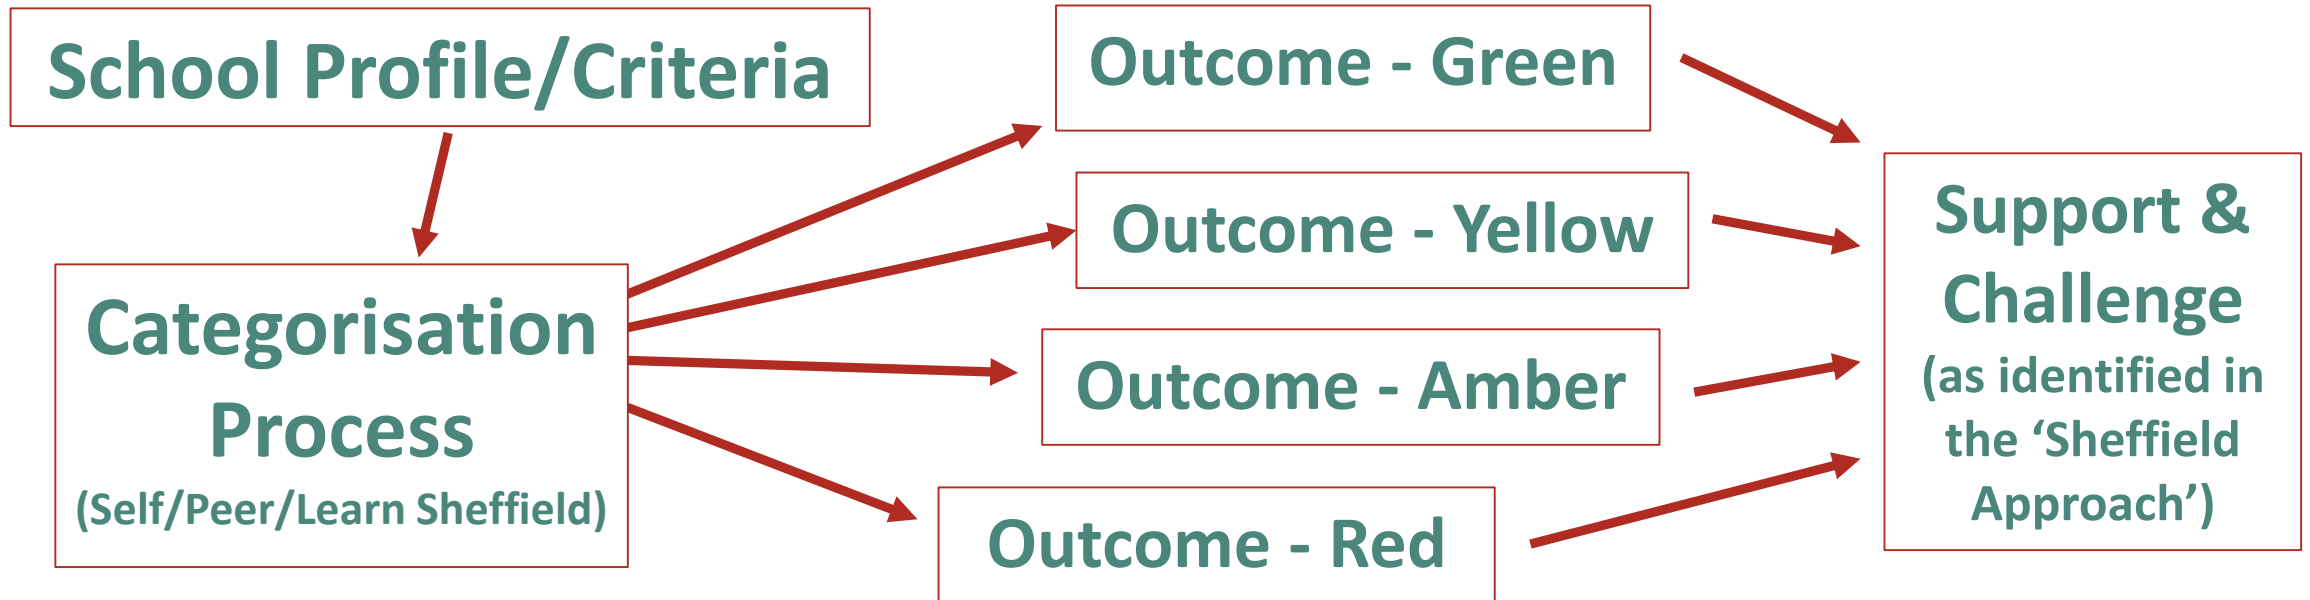 School Profile/Criteria
Categorisation
Process
(Self/Peer/Learn Sheffield)
Outcome - Green
Outcome - Yellow
Outcome - Amber
Outcome - Red
Support &
Challenge
(as identified in
the ‘Sheffield
Approach’)